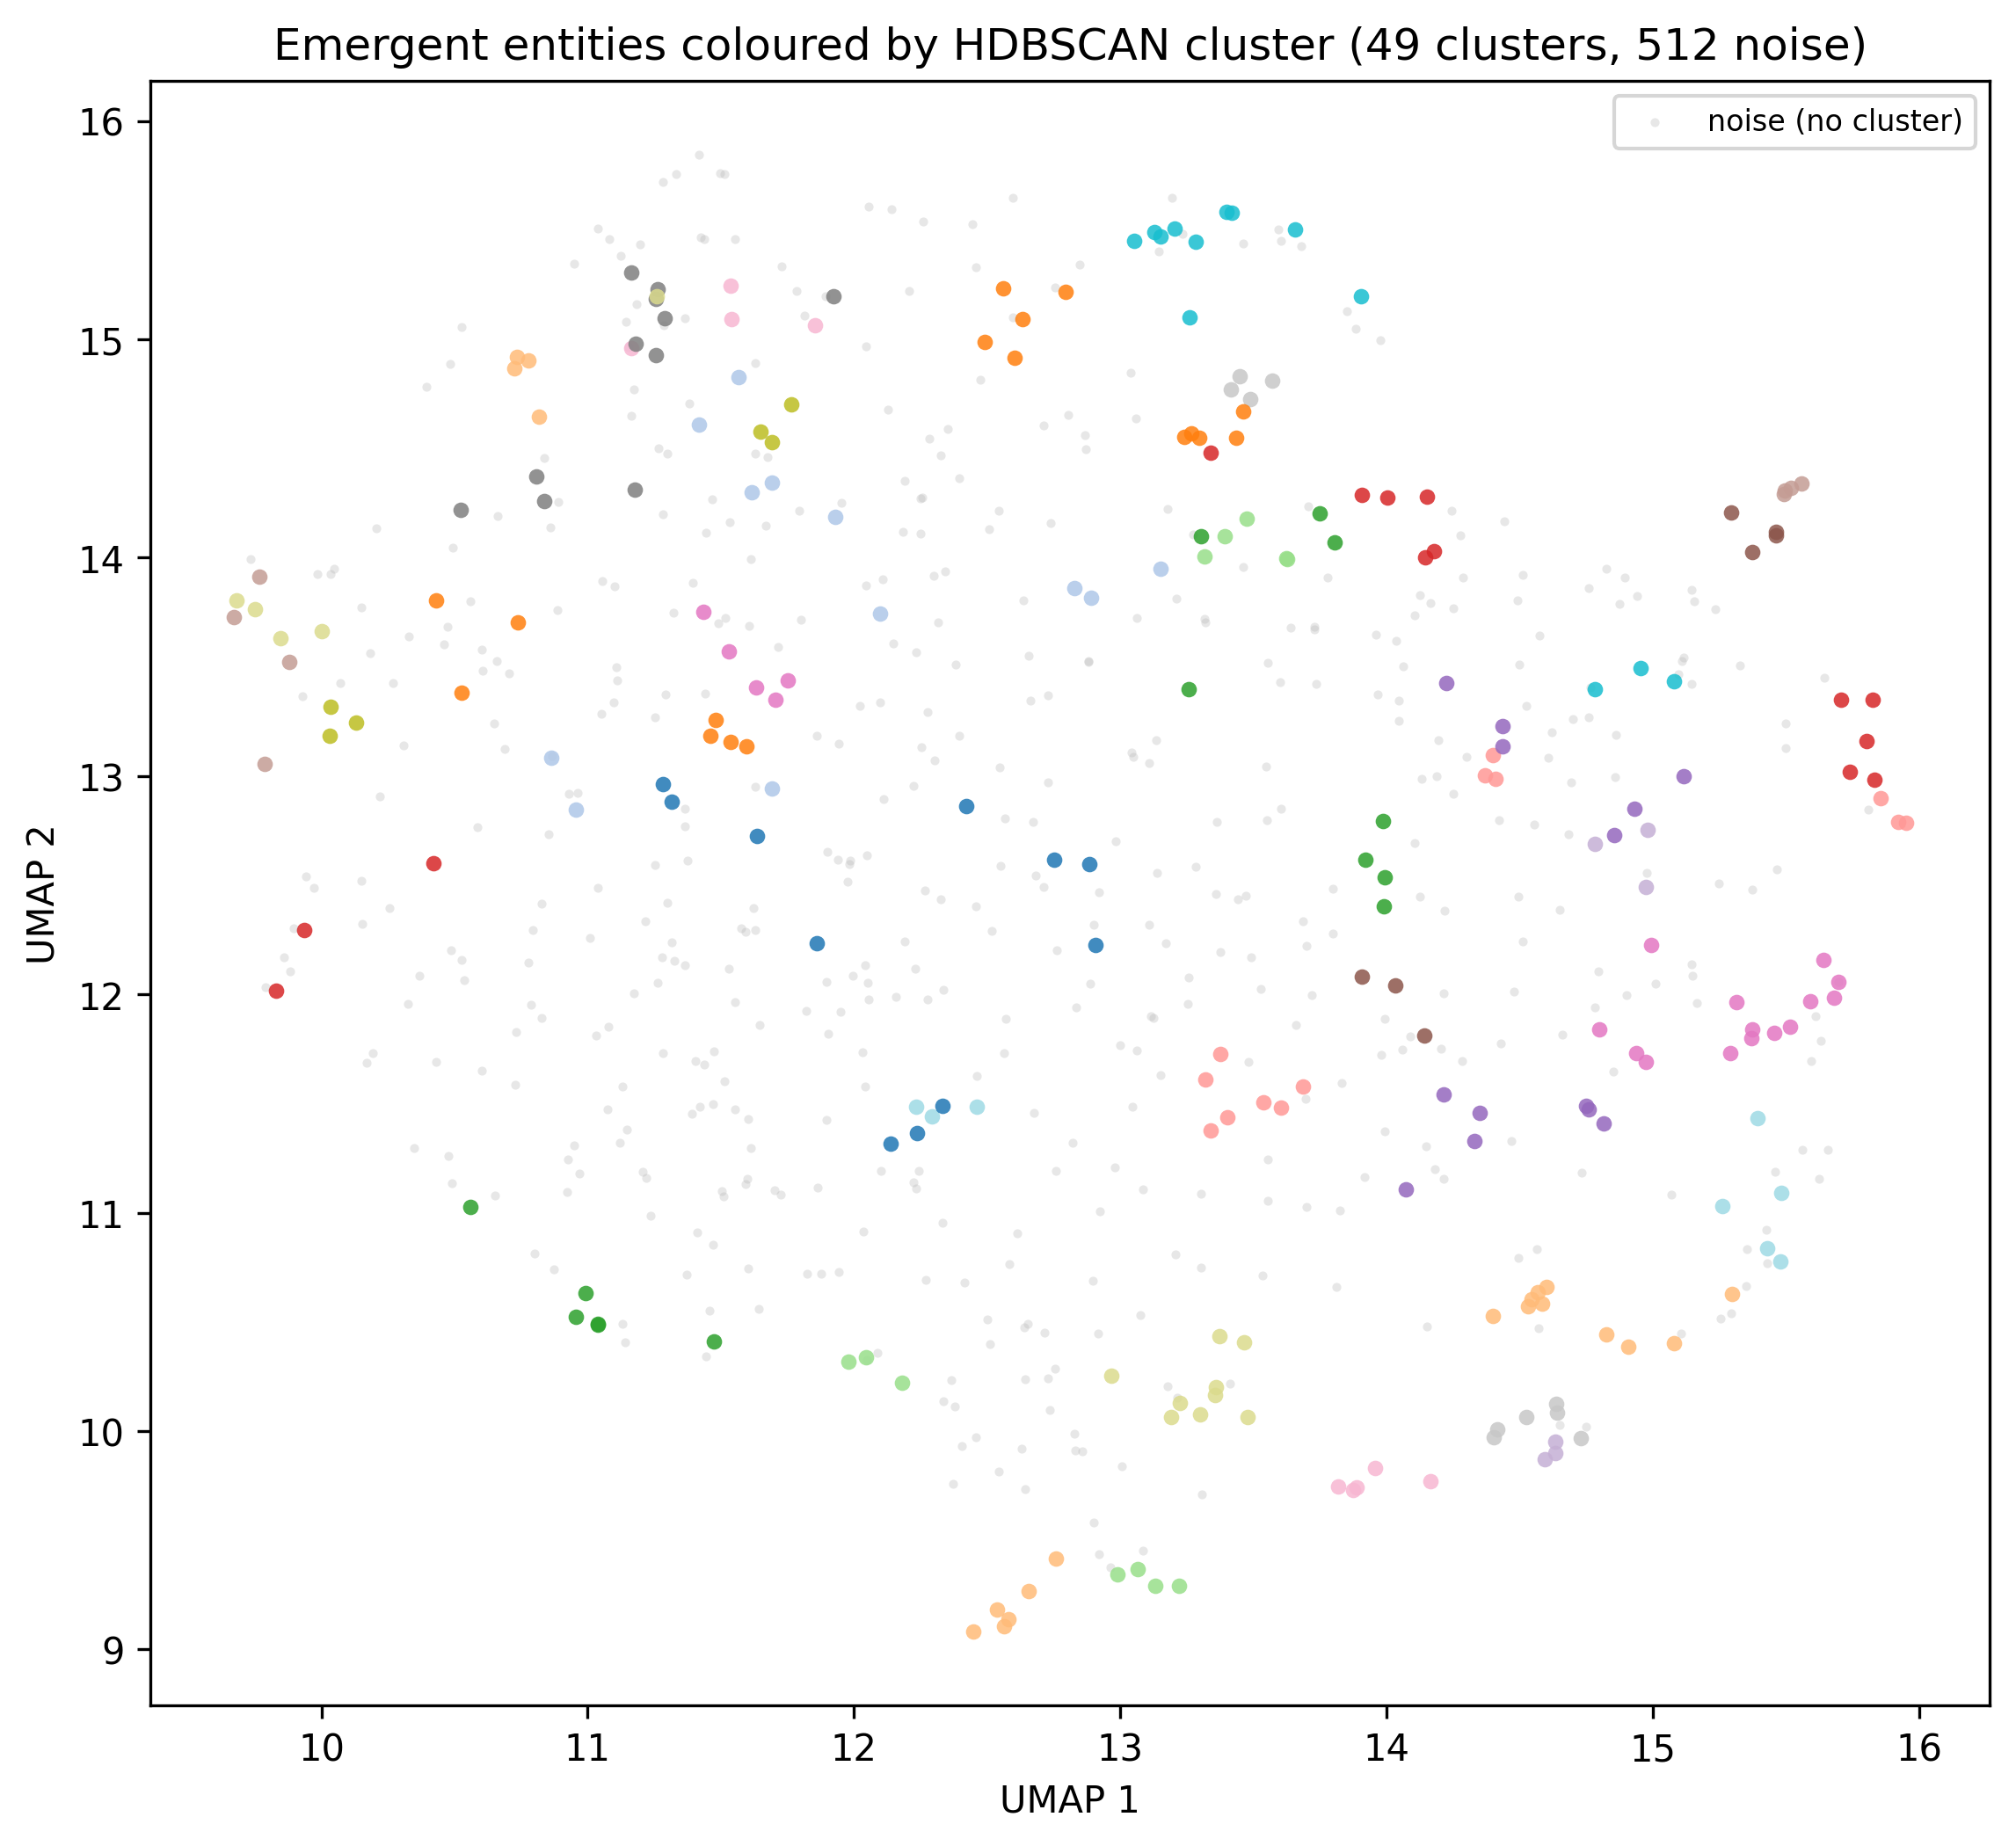 Emergent entities coloured by HDBSCAN cluster (49 clusters, 512 noise)
noise (no cluster)
16
15
14
13
12
11
10
9
UMAP 2
10 11 12 13 14 15 16
UMAP 1